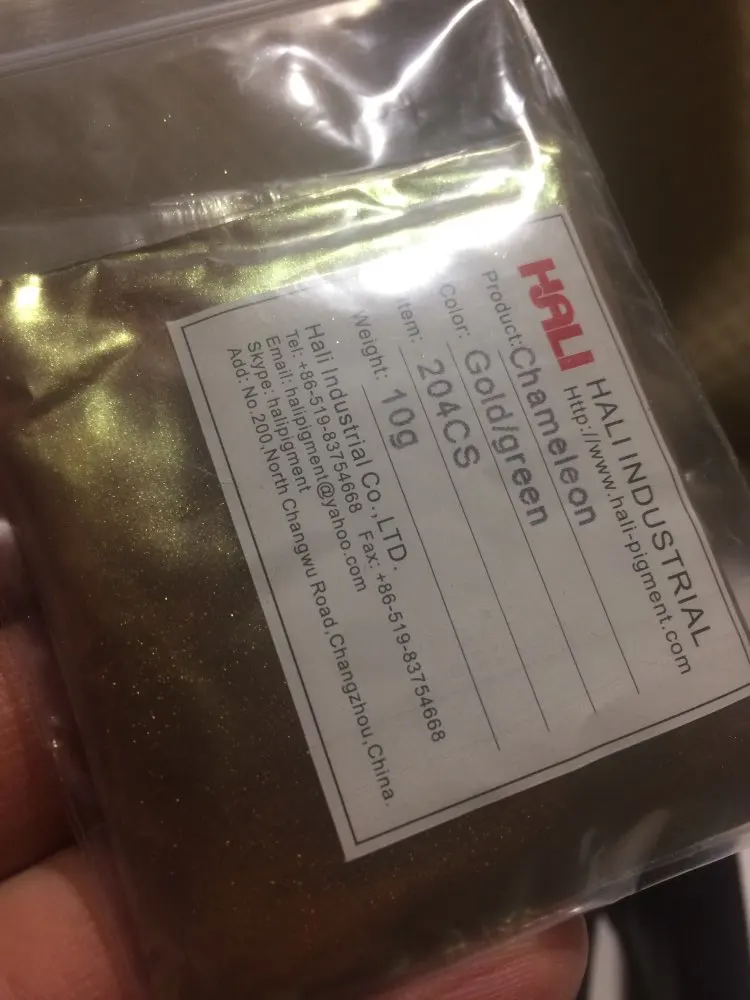 HALI HALI INDUSTRIAL
Http://www.hali-pigment.com
Product: Chameleon
Color: Gold/green
Item: 204CS
Weight: 10g
Hali Industrial Co.,LTD.
Tel: +86-519-83754668 Fax: +86-519-83754668
Email: halipigment@yahoo.com
Skype: halipigment
Add: No.200,North Changwu Road,Changzhou,China.